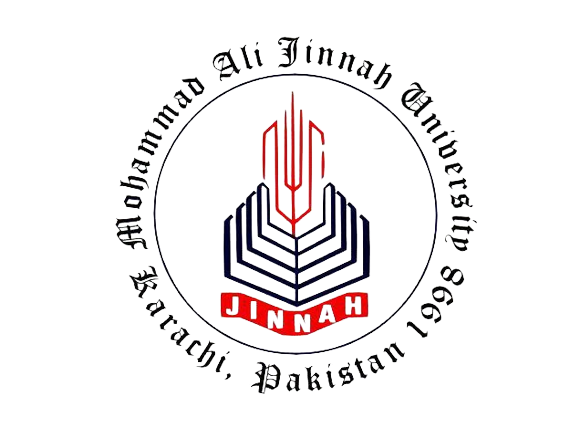 Mohammad Ali Jinnah University
Karachi, Pakistan 1998
JINNAH